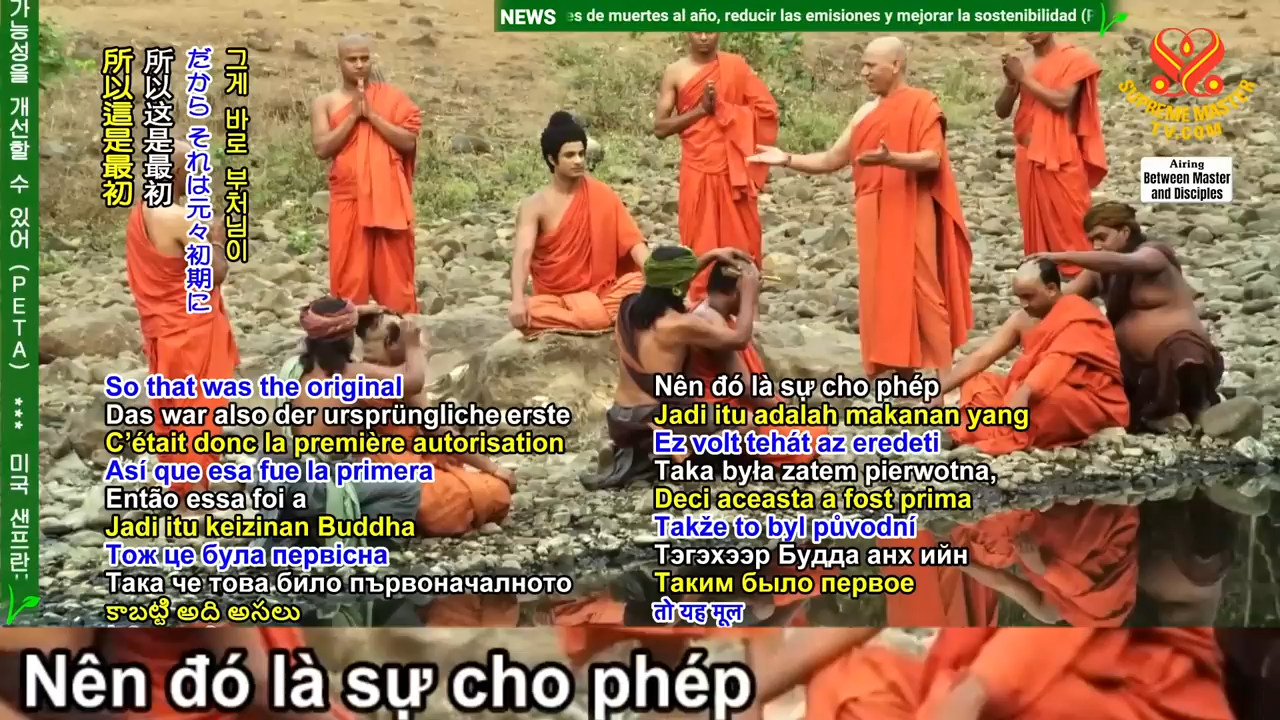 NEWS es de muertes al año, reducir las emisiones y mejorar la sostenibilidad
SUPREME MASTER
TV.COM
Airing
Between Master
and Disciples
가능성을 개선할 수 있어 (PETA) *** 미국 샌프란
그게 바로 부처님이
だから それは元々初期に
所以这是最初
所以這是最初
So that was the original
Das war also der ursprüngliche erste
C'était donc la première autorisation
Así que esa fue la primera
Então essa foi a
Jadi itu keizinan Buddha
Тож це була первісна
Така че това било първоначалното
కాబట్టి అది అసలు
Nên đó là sự cho phép
Jadi itu adalah makanan yang
Ez volt tehát az eredeti
Taka była zatem pierwotna,
Deci aceasta a fost prima
Takže to byl původní
Тэгэхээр Будда анх ийн
Таким было первое
तो यह मूल
Nên đó là sự cho phép